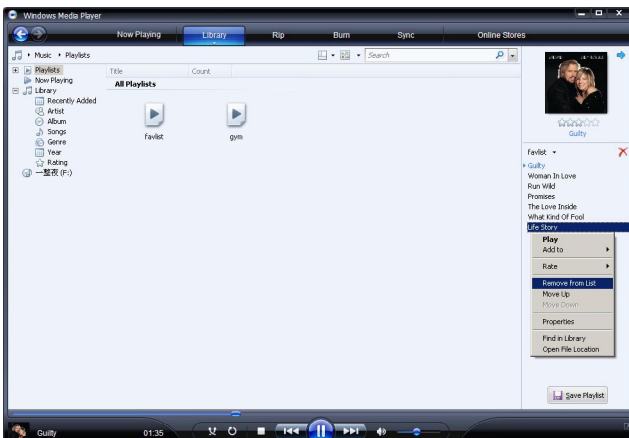 Windows Media Player
Now Playing Library Rip Burn Sync Online Stores
Music Playlists
Search
Playlists
Now Playing
Library
Recently Added
Artist
Album
Songs
Genre
Year
Rating
一整夜 (F:)
Title Count
All Playlists
favlist gym
Guilty
favlist
Guilty
Woman In Love
Run Wild
Promises
The Love Inside
What Kind Of Fool
Life Story
Play
Add to
Rate
Remove from List
Move Up
Move Down
Properties
Find in Library
Open File Location
Save Playlist
Guilty 01:35